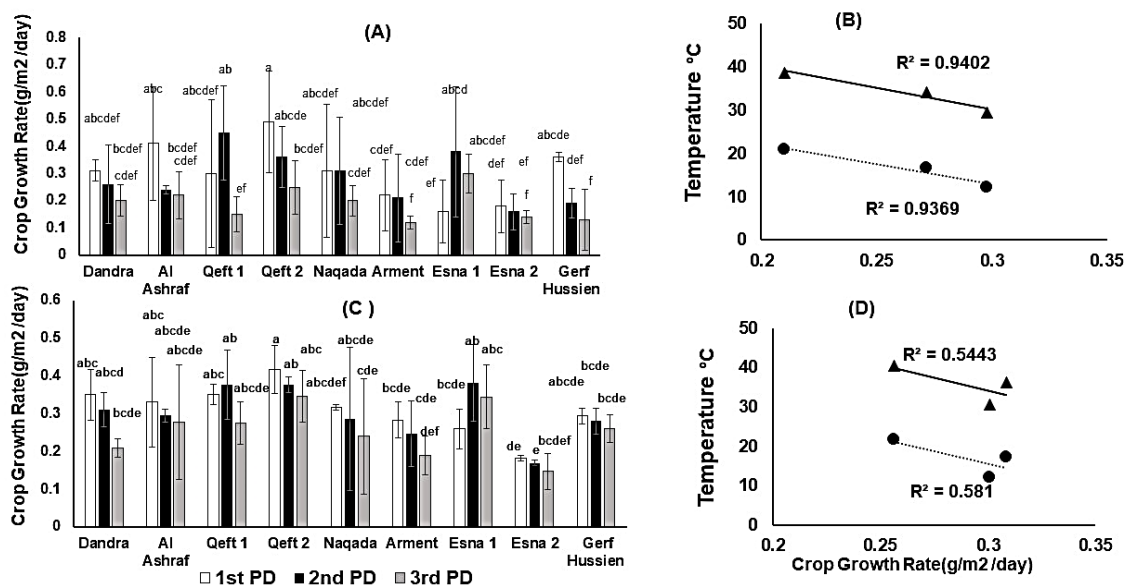 (A)
Crop Growth Rate(g/m2 /day)
0.8
0.7
0.6
0.5
0.4
0.3
0.2
0.1
0
abcdef
bcdef
abc
bcdef
cdef
abcdef
ab
ef
a
abcdef
bcdef
abcdef
abcdef
cdef
cdef
cdef
f
ef
abcd
abcdef
def
ef
f
abcde
def
f
Dandra
Al
Ashraf
Qeft 1
Qeft 2
Naqada
Arment
Esna 1
Esna 2
Gerf
Hussien
(B)
Temperature °C
50
40
30
20
10
0
R² = 0.9402
R² = 0.9369
0.2
0.25
0.3
0.35
(C )
Crop Growth Rate(g/m2 /day)
0.6
0.5
0.4
0.3
0.2
0.1
0
abc
abcd
bcde
abc
abcde
abcde
abc
ab
abcde
a
ab
abc
abcdef
abcde
cde
bcde
cde
def
abcde
ab
abc
de
e
bcdef
abcde
bcde
bcde
Dandra
Al
Ashraf
Qeft 1
Qeft 2
Naqada
Arment
Esna 1
Esna 2
Gerf
Hussien
1st PD 2nd PD 3rd PD
(D)
Temperature °C
50
40
30
20
10
0
R² = 0.5443
R² = 0.581
0.2
0.25
0.3
0.35
Crop Growth Rate(g/m2 /day)